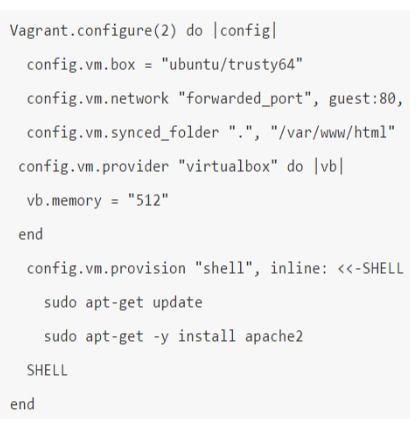 Vagrant.configure(2) do |config|
config.vm.box = "ubuntu/trusty64"
config.vm.network "forwarded_port", guest:80,
config.vm.synced_folder ".", "/var/www/html"
config.vm.provider "virtualbox" do |vb|
vb.memory = "512"
end
config.vm.provision "shell", inline: <<-SHELL
sudo apt-get update
sudo apt-get -y install apache2
SHELL
end